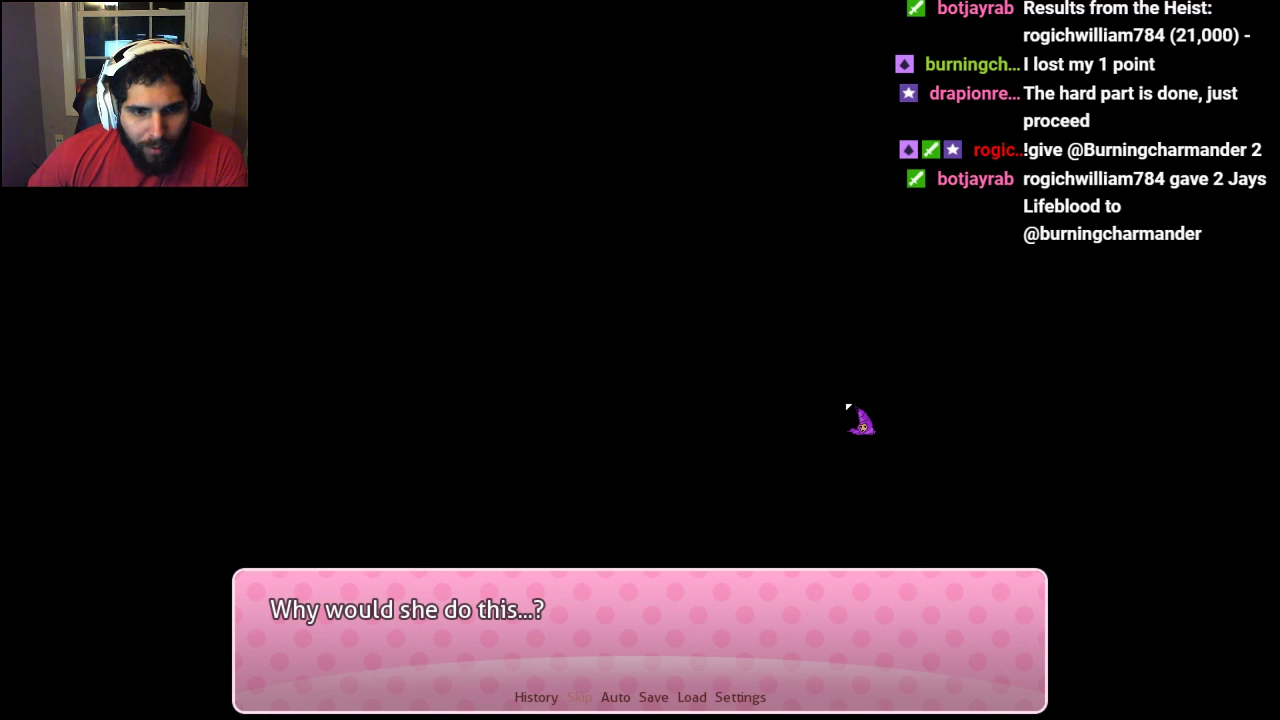 botjayrab Results from the Heist:
rogichwilliam784 (21,000) -
burningch... I lost my 1 point
drapionre... The hard part is done, just
proceed
rogic.. !give @Burningcharmander 2
botjayrab rogichwilliam784 gave 2 Jays
Lifeblood to
@burningcharmander
Why would she do this...?
History Skip Auto Save Load Settings